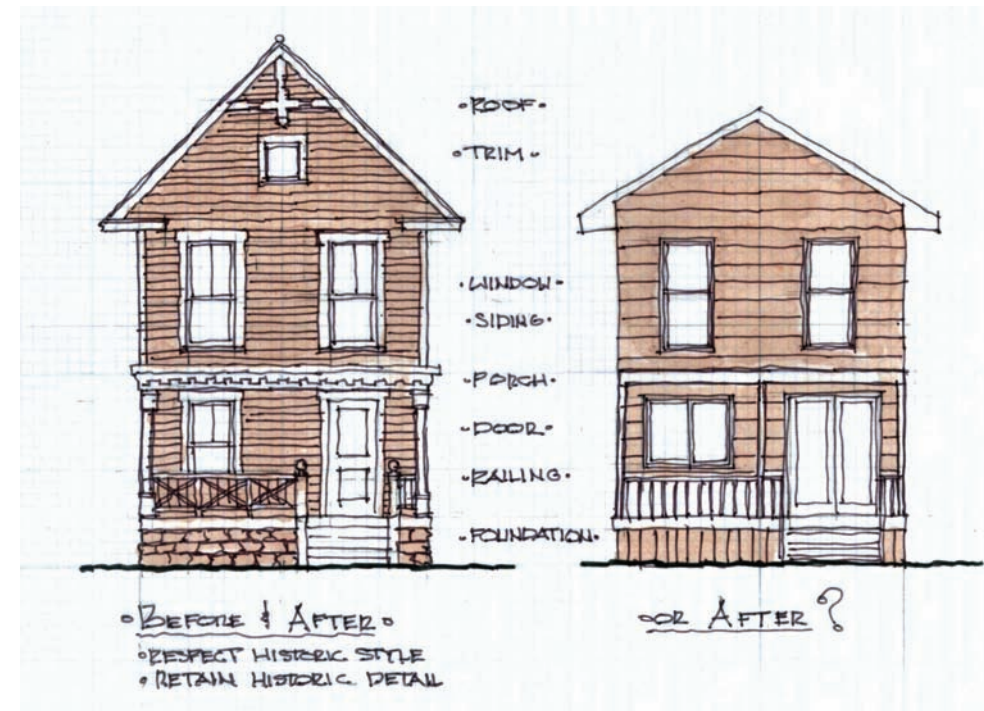 • ROOF •
• TRIM •
• WINDOW •
• SIDING •
• PORCH •
• DOOR •
• RAILING •
• FOUNDATION •
• BEFORE & AFTER •
• RESPECT HISTORIC STYLE
• RETAIN HISTORIC DETAIL
• OR AFTER?